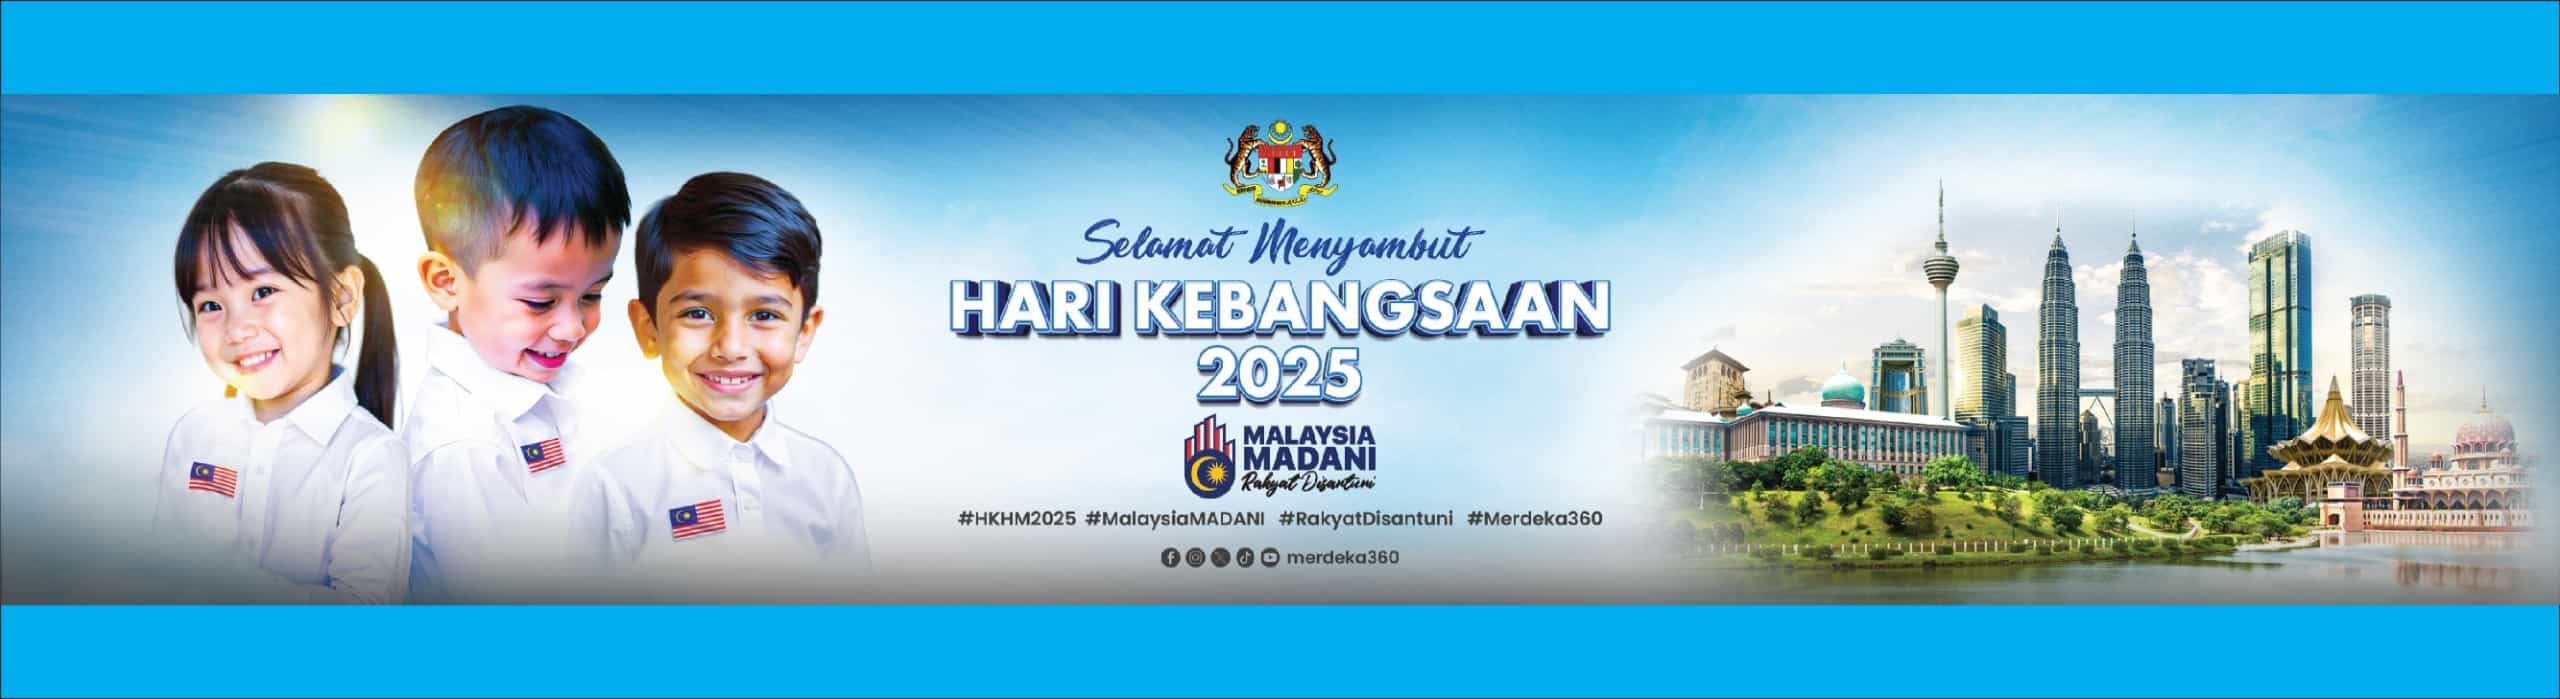 Selamat Menyambut
HARI KEBANGSAAN
2025
MALAYSIA
MADANI
Rakyat Disantuni
#HKHM2025 #MalaysiaMADANI #RakyatDisantuni #Merdeka360
merdeka360